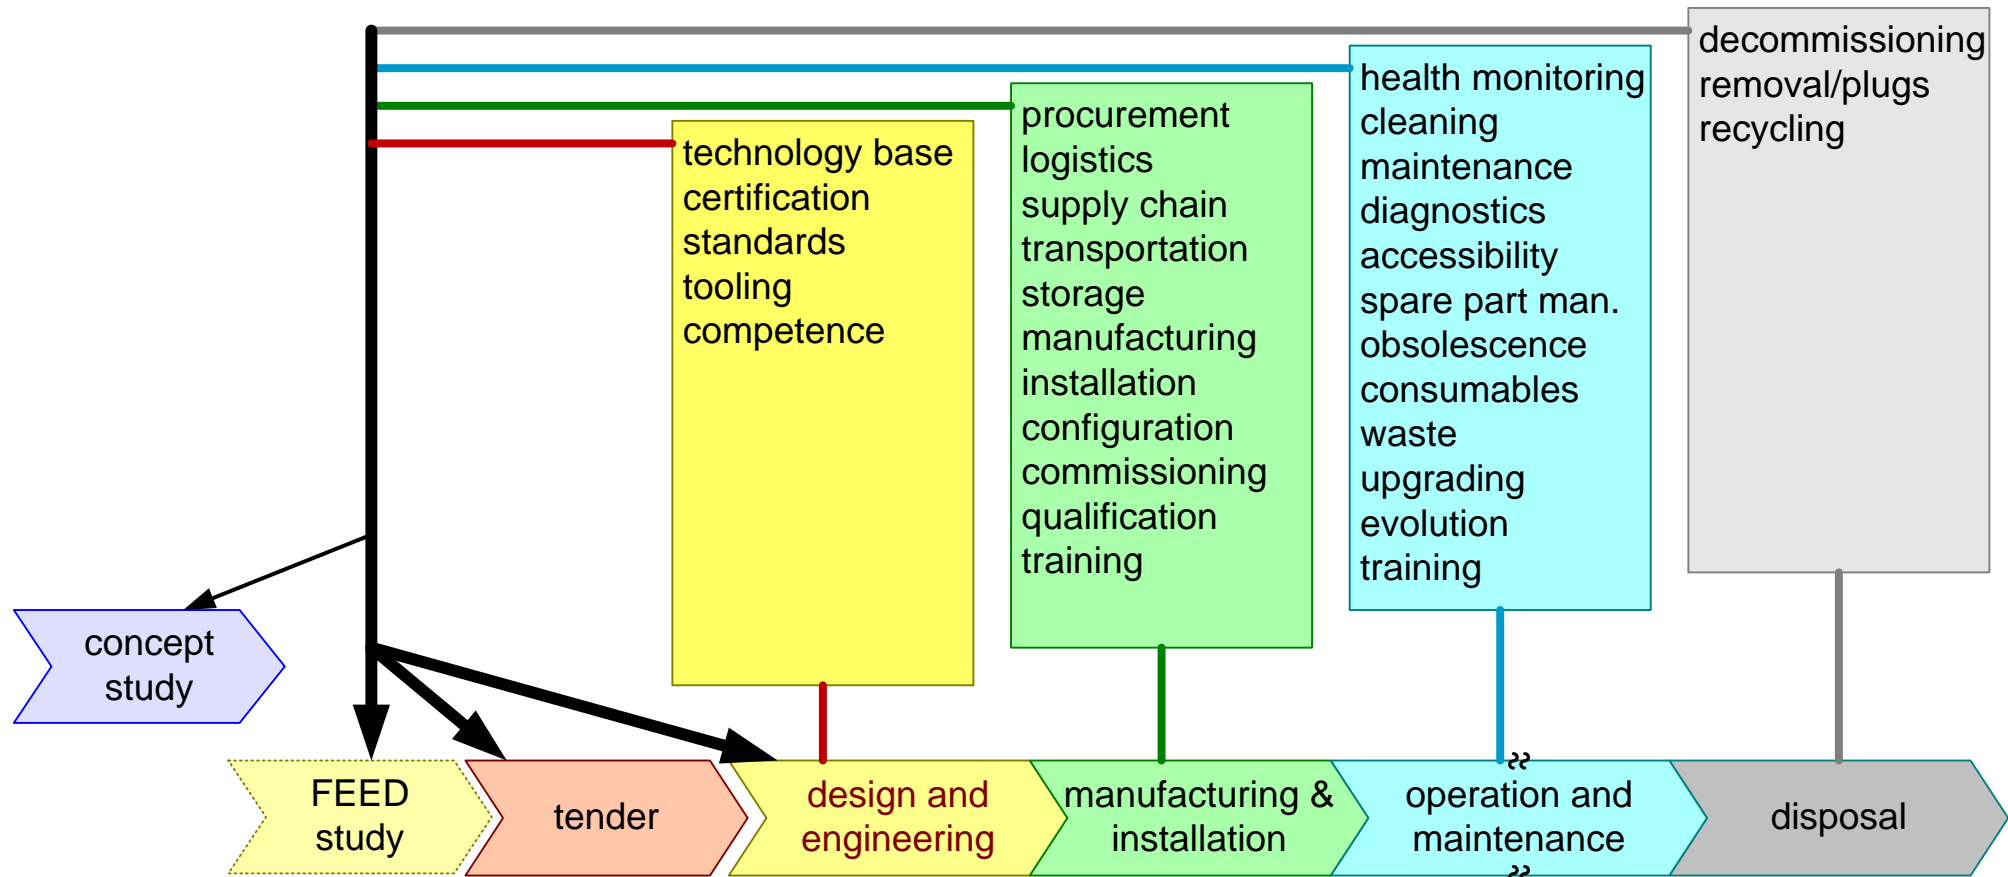 decommissioning
removal/plugs
recycling
health monitoring
cleaning
maintenance
diagnostics
accessibility
spare part man.
obsolescence
consumables
waste
upgrading
evolution
training
procurement
logistics
supply chain
transportation
storage
manufacturing
installation
configuration
commissioning
qualification
training
technology base
certification
standards
tooling
competence
concept
study
FEED
study
tender
design and
engineering
manufacturing &
installation
operation and
maintenance
disposal